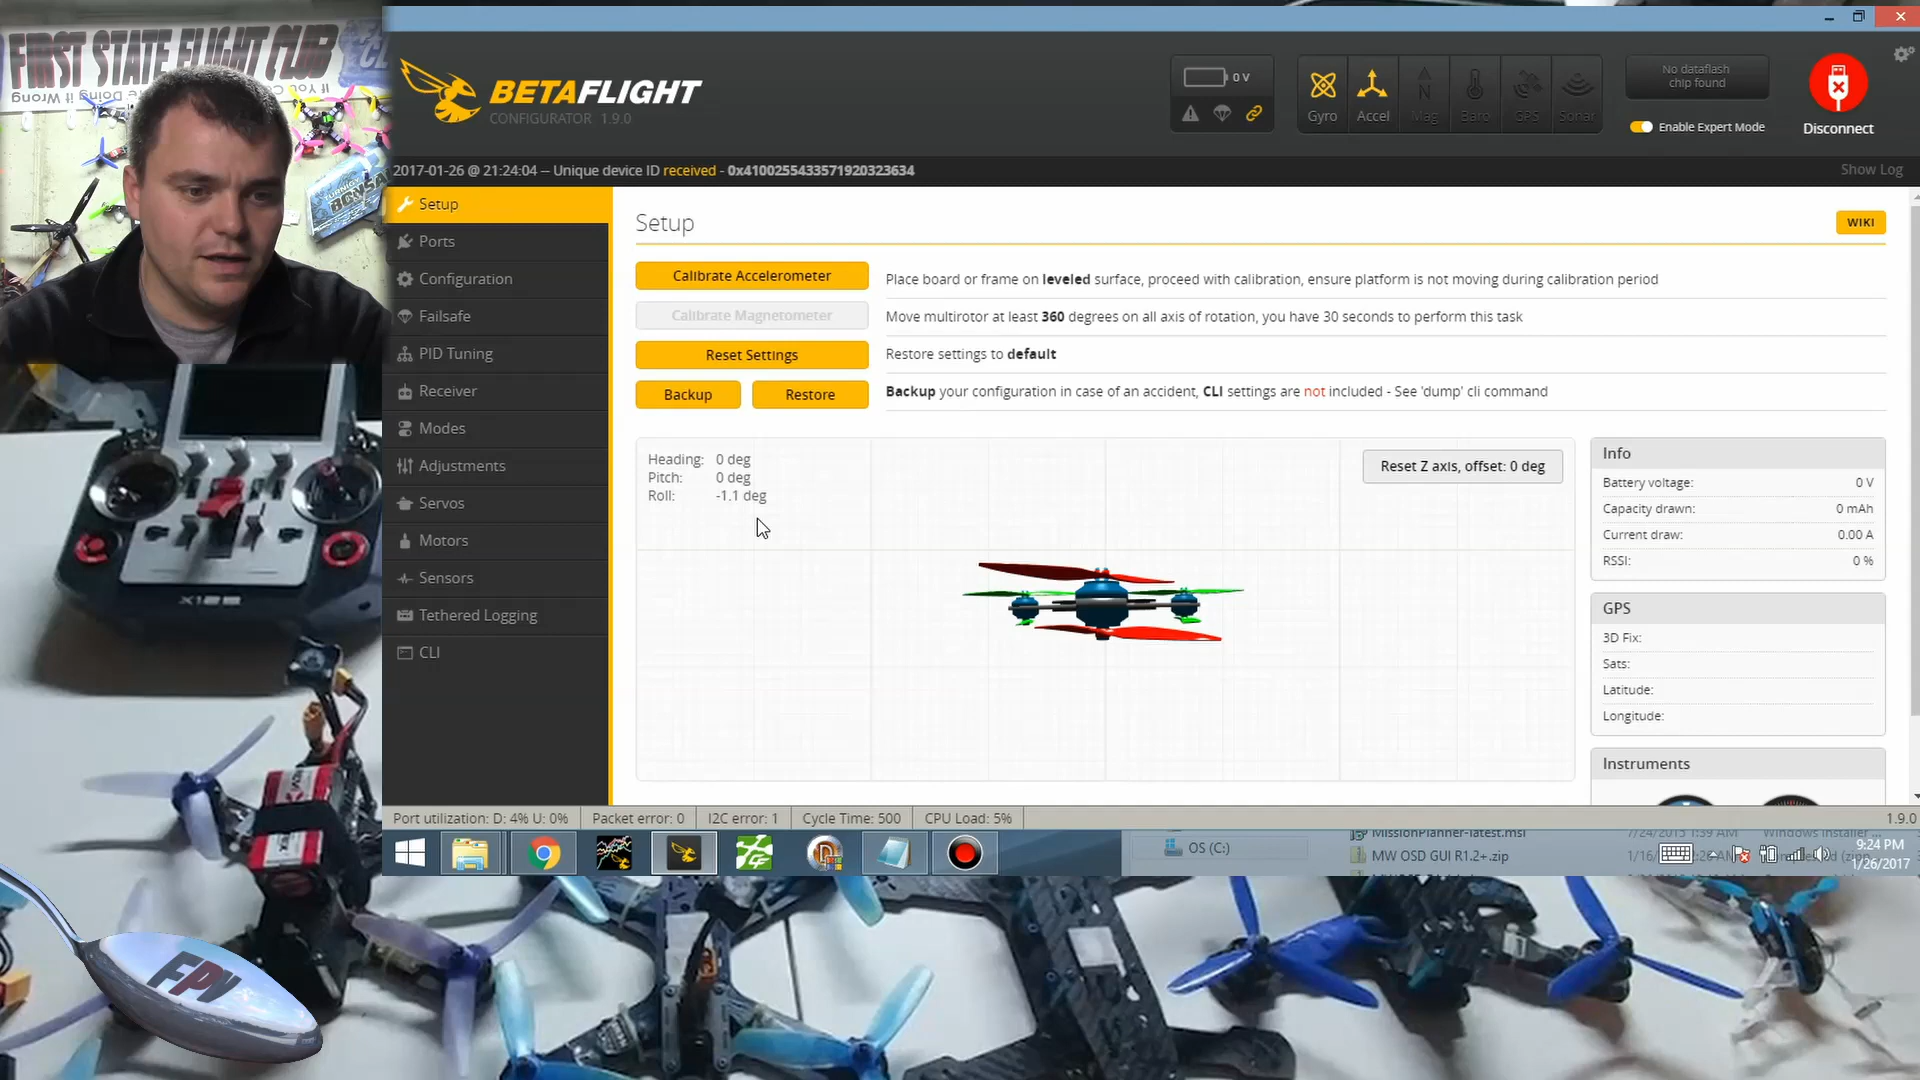 FIRST STATE FLIGHT CLUB
BETAFLIGHT
CONFIGURATOR 1.9.0
0 V
Gyro
Accel
Mag
Baro
GPS
Sonar
No dataflash
chip found
Enable Expert Mode
Disconnect
2017-01-26 @ 21:24:04 -- Unique device ID received - 0x4100255433571920323634
Show Log
Setup
Ports
Configuration
Failsafe
PID Tuning
Receiver
Modes
Adjustments
Servos
Motors
Sensors
Tethered Logging
CLI
Setup
WIKI
Calibrate Accelerometer
Place board or frame on leveled surface, proceed with calibration, ensure platform is not moving during calibration period
Calibrate Magnetometer
Move multirotor at least 360 degrees on all axis of rotation, you have 30 seconds to perform this task
Reset Settings
Restore settings to default
Backup
Restore
Backup your configuration in case of an accident, CLI settings are not included - See 'dump' cli command
Heading: 0 deg
Pitch: 0 deg
Roll: -1.1 deg
Reset Z axis, offset: 0 deg
Info
Battery voltage: 0 V
Capacity drawn: 0 mAh
Current draw: 0.00 A
RSSI: 0 %
GPS
3D Fix:
Sats:
Latitude:
Longitude:
Instruments
Port utilization: D: 4% U: 0%
Packet error: 0
I2C error: 1
Cycle Time: 500
CPU Load: 5%
1.9.0
OS (C:)
MissionPlanner-latest.msi
7/24/2015 1:39 AM
Windows Installer ...
MW OSD GUI R1.2+.zip
9:24 PM
1/26/2017
FPV